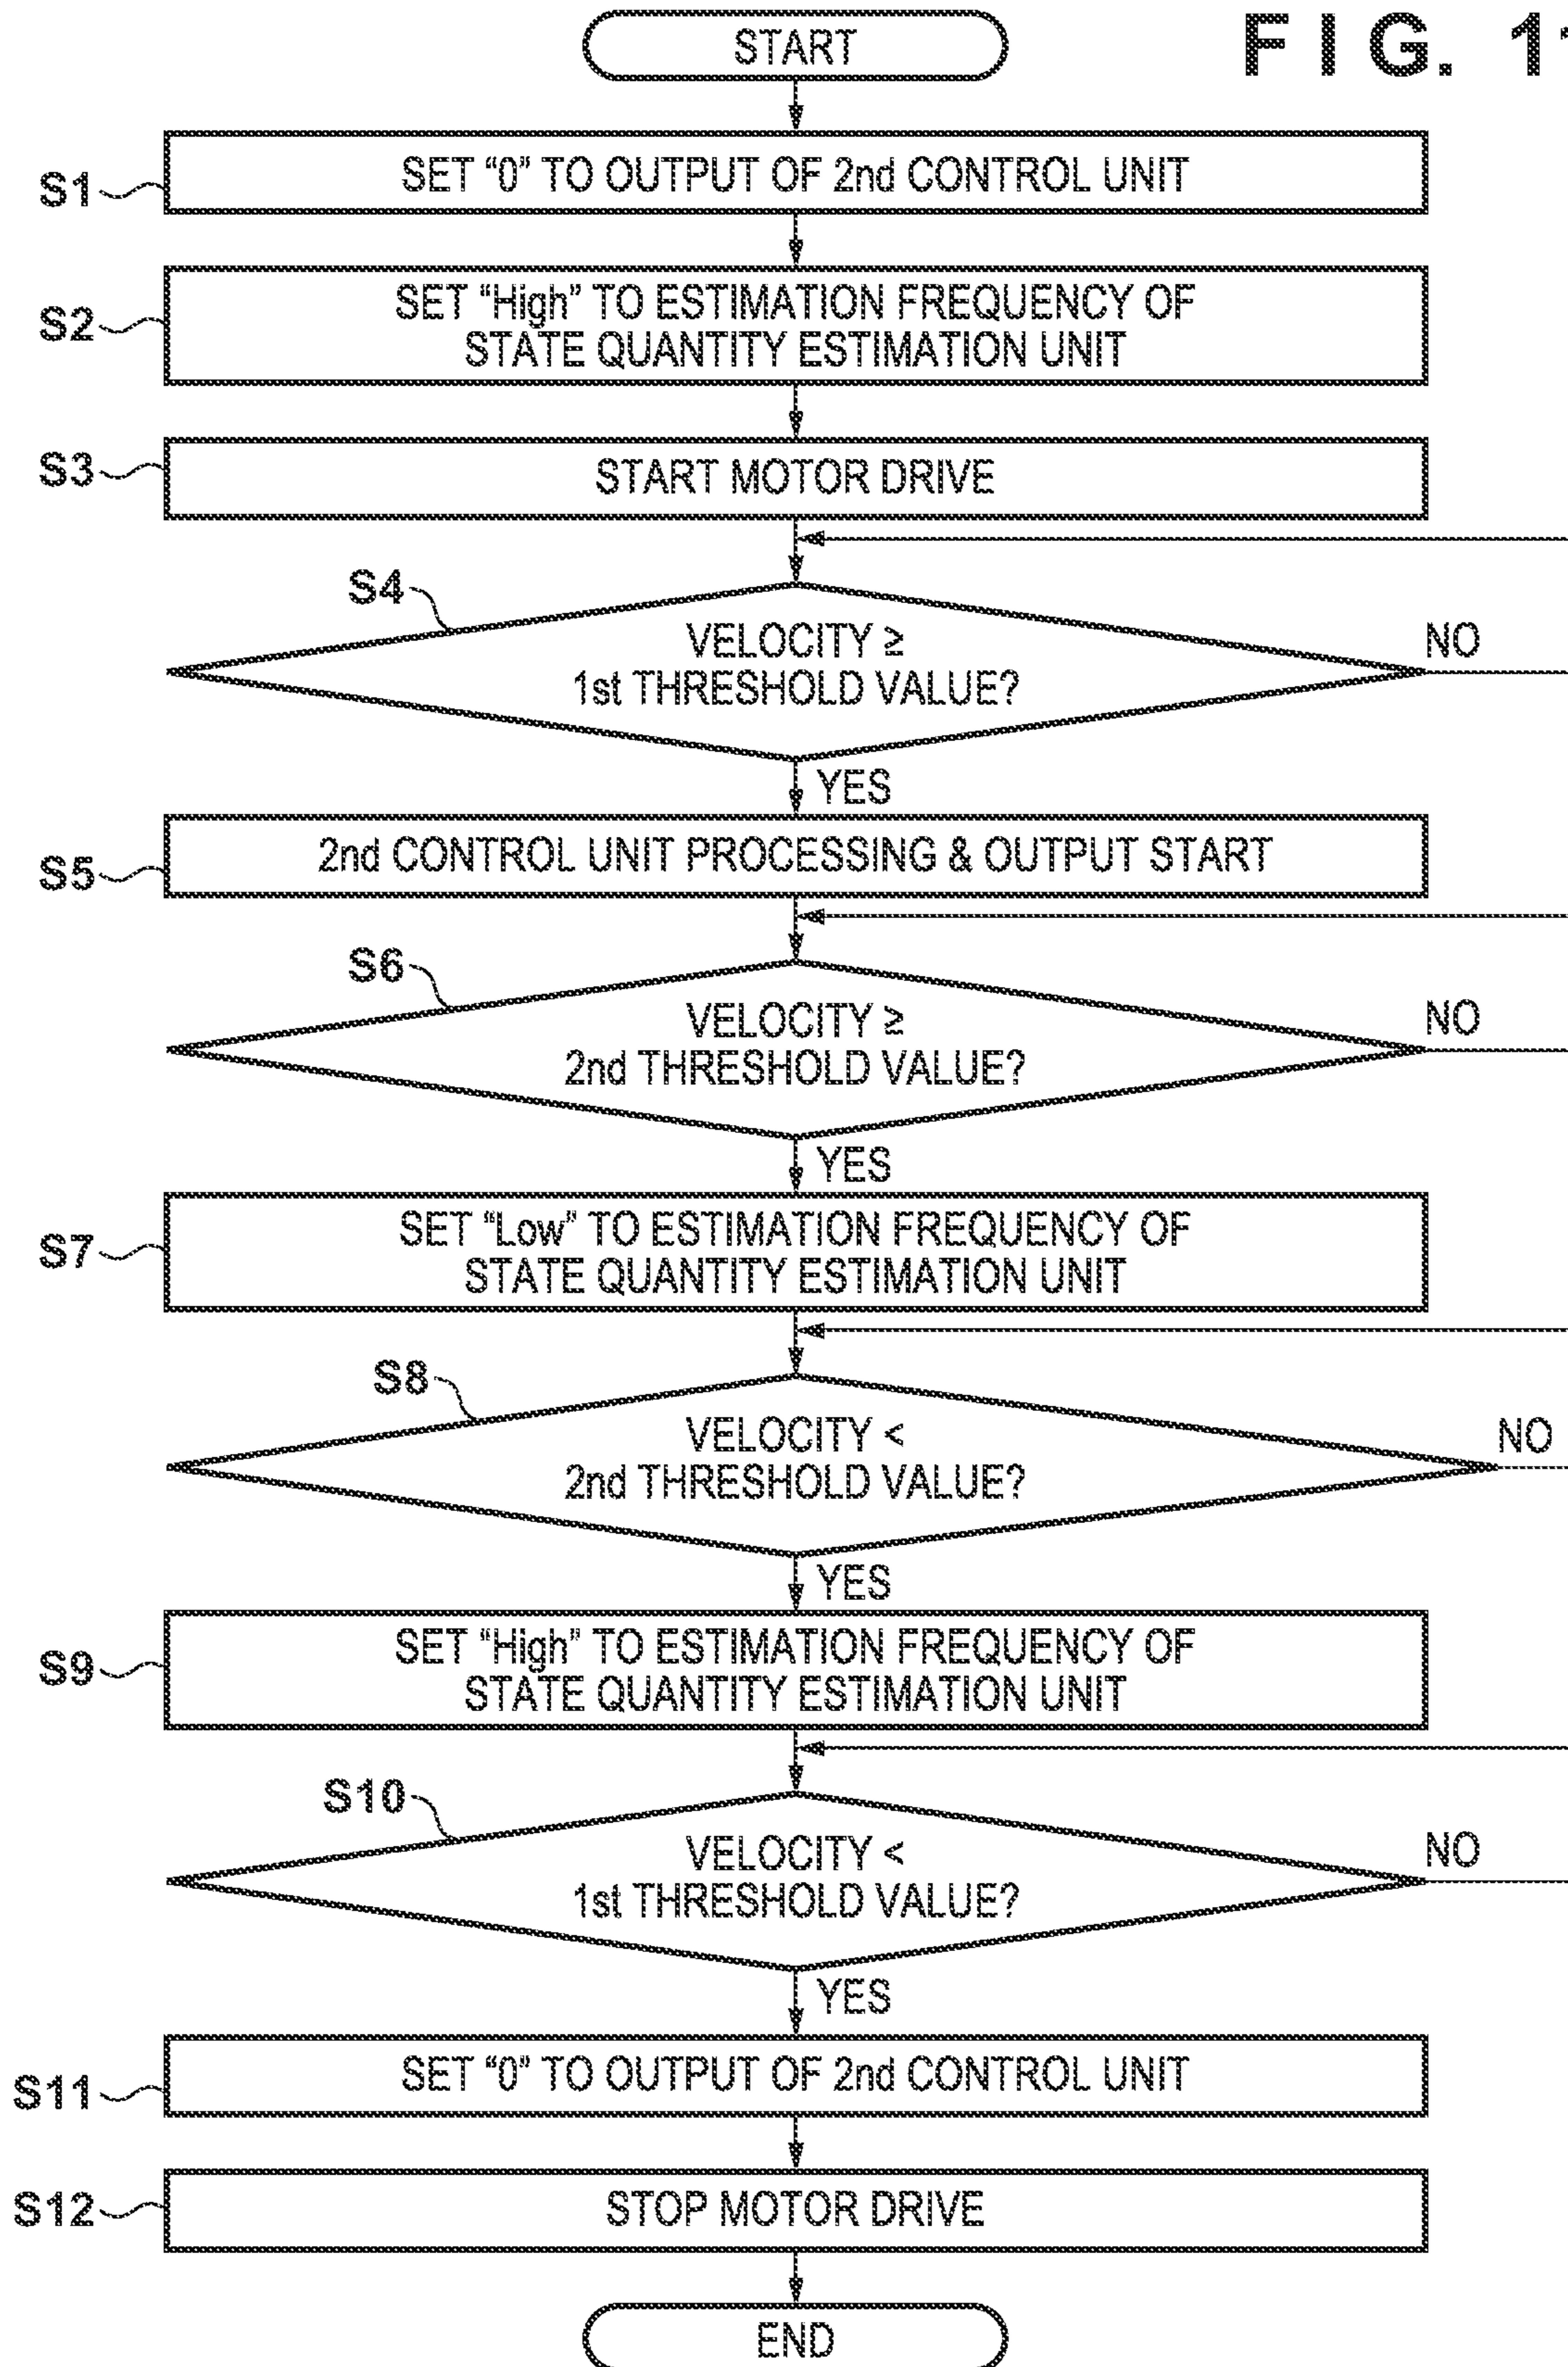 START
FIG. 11
S1
SET "0" TO OUTPUT OF 2nd CONTROL UNIT
S2
SET "High" TO ESTIMATION FREQUENCY OF
STATE QUANTITY ESTIMATION UNIT
S3
START MOTOR DRIVE
S4
VELOCITY ≥
1st THRESHOLD VALUE?
NO
YES
S5
2nd CONTROL UNIT PROCESSING & OUTPUT START
S6
VELOCITY ≥
2nd THRESHOLD VALUE?
NO
YES
S7
SET "Low" TO ESTIMATION FREQUENCY OF
STATE QUANTITY ESTIMATION UNIT
S8
VELOCITY <
2nd THRESHOLD VALUE?
NO
YES
S9
SET "High" TO ESTIMATION FREQUENCY OF
STATE QUANTITY ESTIMATION UNIT
S10
VELOCITY <
1st THRESHOLD VALUE?
NO
YES
S11
SET "0" TO OUTPUT OF 2nd CONTROL UNIT
S12
STOP MOTOR DRIVE
END